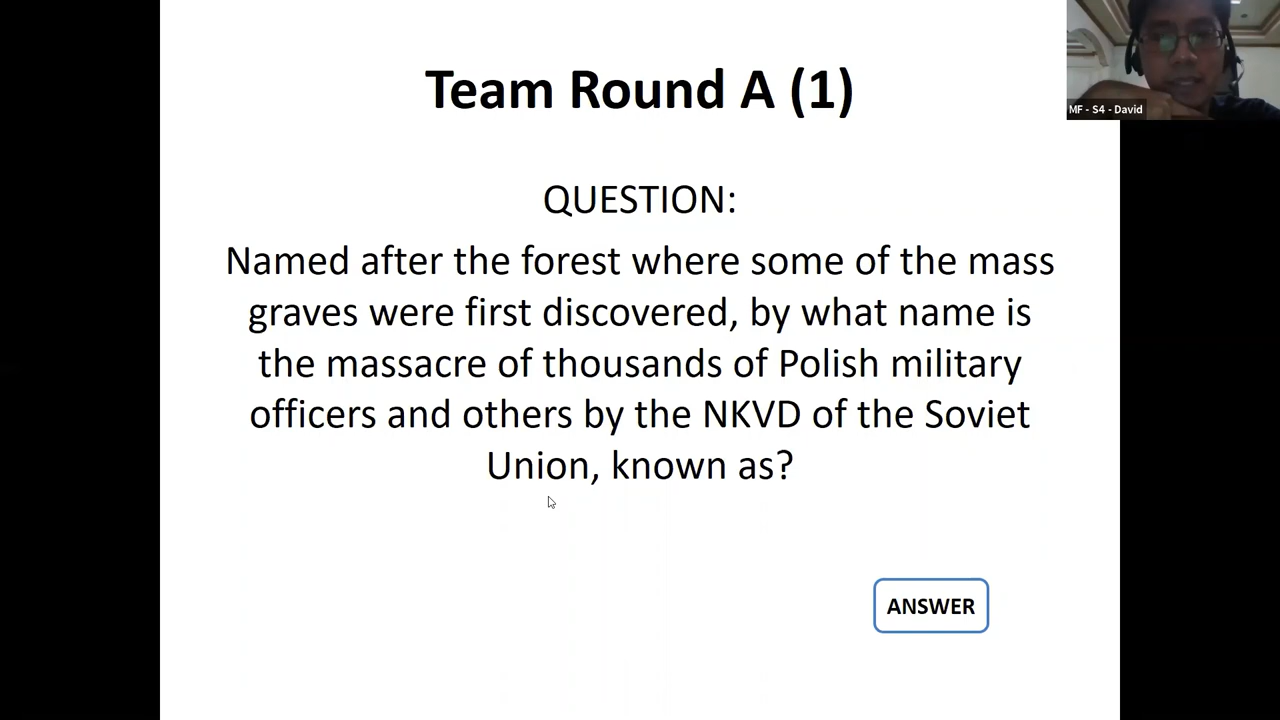 Team Round A (1)
MF - S4 - David
QUESTION:
Named after the forest where some of the mass
graves were first discovered, by what name is
the massacre of thousands of Polish military
officers and others by the NKVD of the Soviet
Union, known as?
ANSWER